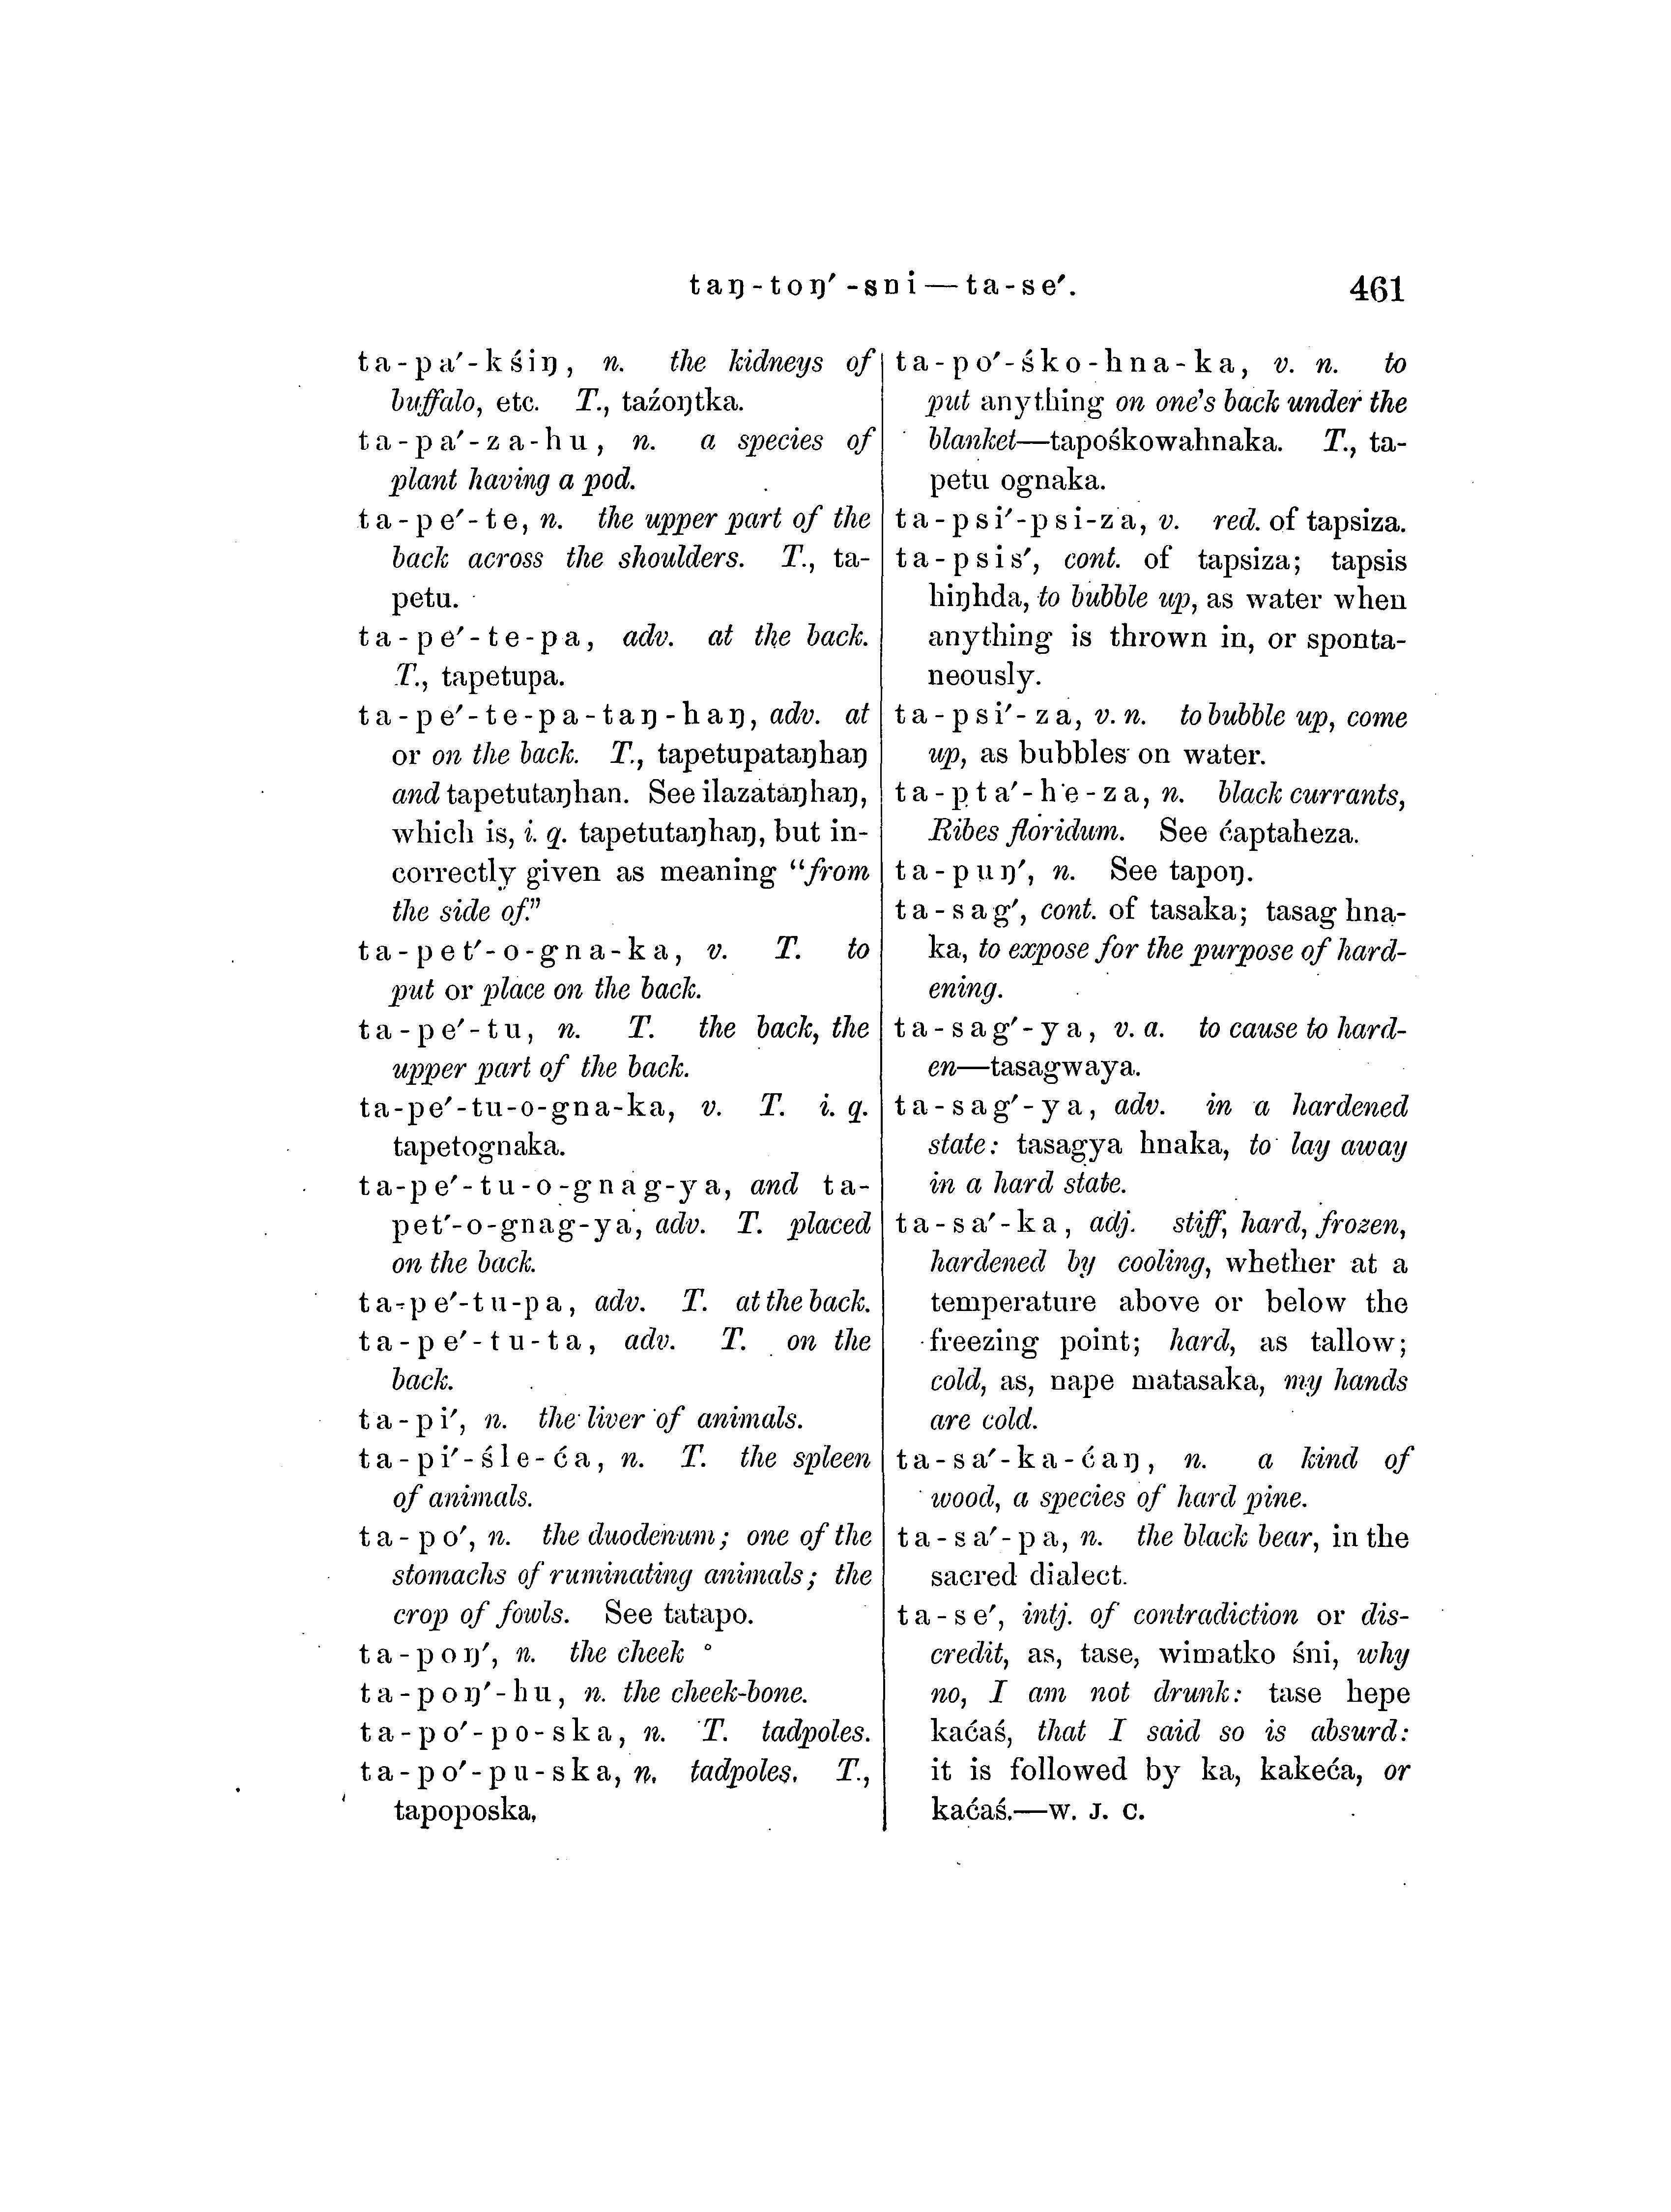 taŋ-toŋ′-sni—ta-se′.
461
ta-pa′-kśiŋ, n. the kidneys of
buffalo, etc. T., taźoŋtka.
ta-pa′-za-hu, n. a species of
plant having a pod.
ta-pe′-te, n. the upper part of the
back across the shoulders. T., ta-
petu.
ta-pe′-te-pa, adv. at the back.
T., tapetupa.
ta-pe′-te-pa-taŋ-haŋ, adv. at
or on the back. T., tapetupataŋhaŋ
and tapetutaŋhan. See ilazataŋhaŋ,
which is, i. q. tapetutaŋhaŋ, but in-
correctly given as meaning “from
the side of.”
ta-pet′-o-gna-ka, v. T. to
put or place on the back.
ta-pe′-tu, n. T. the back, the
upper part of the back.
ta-pe′-tu-o-gna-ka, v. T. i. q.
tapetognaka.
ta-pe′-tu-o-gnag-ya, and ta-
pet′-o-gnag-ya, adv. T. placed
on the back.
ta-pe′-tu-pa, adv. T. at the back.
ta-pe′-tu-ta, adv. T. on the
back.
ta-pi′, n. the liver of animals.
ta-pi′-śle-ća, n. T. the spleen
of animals.
ta-po′, n. the duodenum; one of the
stomachs of ruminating animals; the
crop of fowls. See tatapo.
ta-poŋ′, n. the cheek
ta-poŋ′-hu, n. the cheek-bone.
ta-po′-po-ska, n. T. tadpoles.
ta-po′-pu-ska, n. tadpoles. T.,
tapoposka,
ta-po′-śko-hna-ka, v. n. to
put anything on one's back under the
blanket—tapośkowahnaka. T., ta-
petu ognaka.
ta-psi′-psi-za, v. red. of tapsiza.
ta-psis′, cont. of tapsiza; tapsis
hiŋhda, to bubble up, as water when
anything is thrown in, or sponta-
neously.
ta-psi′-za, v. n. to bubble up, come
up, as bubbles on water.
ta-pta′-he-za, n. black currants,
Ribes floridum. See ćaptaheza.
ta-puŋ′, n. See tapoŋ.
ta-sag′, cont. of tasaka; tasag hna-
ka, to expose for the purpose of hard-
ening.
ta-sag′-ya, v. a. to cause to hard-
en—tasagwaya.
ta-sag′-ya, adv. in a hardened
state: tasagya hnaka, to lay away
in a hard state.
ta-sa′-ka, adj. stiff, hard, frozen,
hardened by cooling, whether at a
temperature above or below the
freezing point; hard, as tallow;
cold, as, nape matasaka, my hands
are cold.
ta-sa′-ka-ćaŋ, n. a kind of
wood, a species of hard pine.
ta-sa′-pa, n. the black bear, in the
sacred dialect.
ta-se′, intj. of contradiction or dis-
credit, as, tase, wimatko śni, why
no, I am not drunk: tase hepe
kaćaś, that I said so is absurd:
it is followed by ka, kakeća, or
kaćaś.—W. J. C.